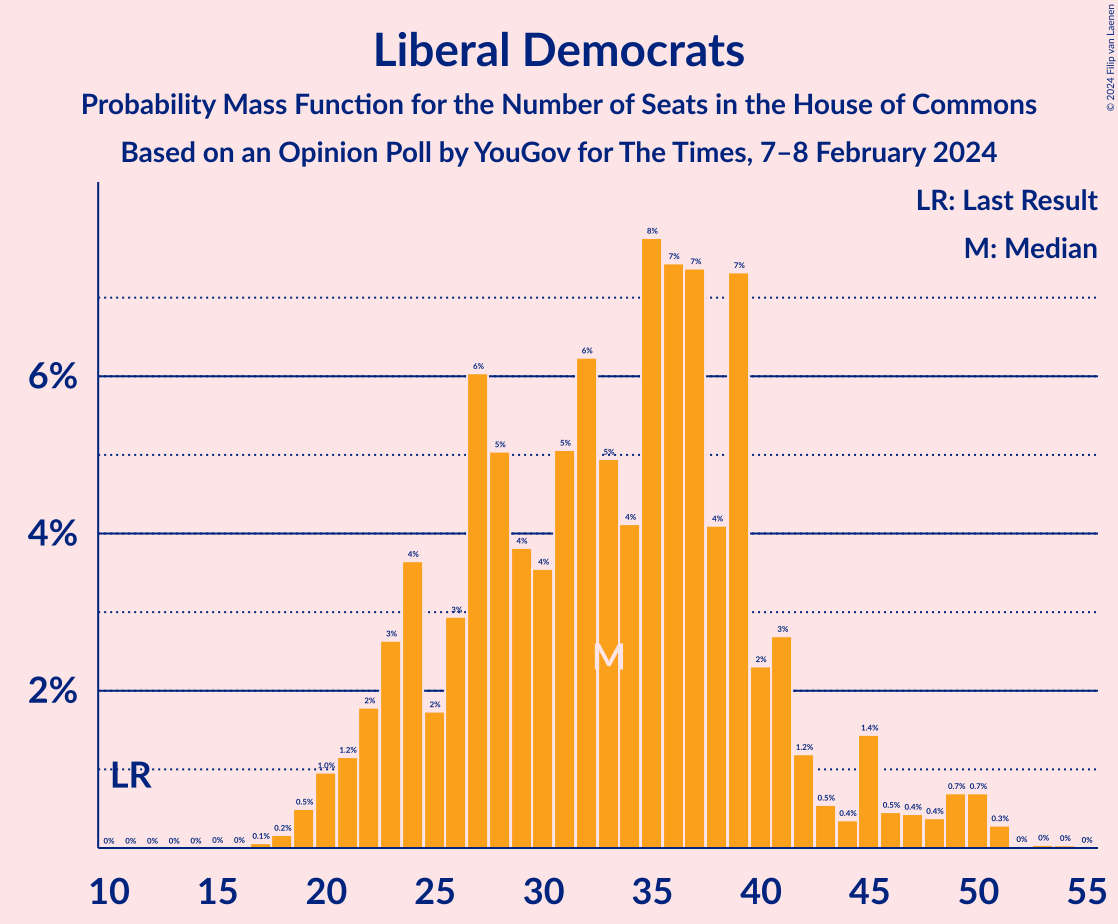 Liberal Democrats
Probability Mass Function for the Number of Seats in the House of Commons
Based on an Opinion Poll by YouGov for The Times, 7–8 February 2024
© 2024 Filip van Laenen
LR: Last Result
M: Median
6%
4%
2%
0% 0% 0% 0% 0% 0% 0% 0.1% 0.2% 0.5% 1.0% 1.2% 2% 3% 4% 2% 3% 6% 5% 4% 4% 5% 6% 5% 4% 8% 7% 7% 4% 7% 2% 3% 1.2% 0.5% 0.4% 1.4% 0.5% 0.4% 0.4% 0.7% 0.7% 0.3% 0% 0% 0% 0%
M
LR
10 15 20 25 30 35 40 45 50 55